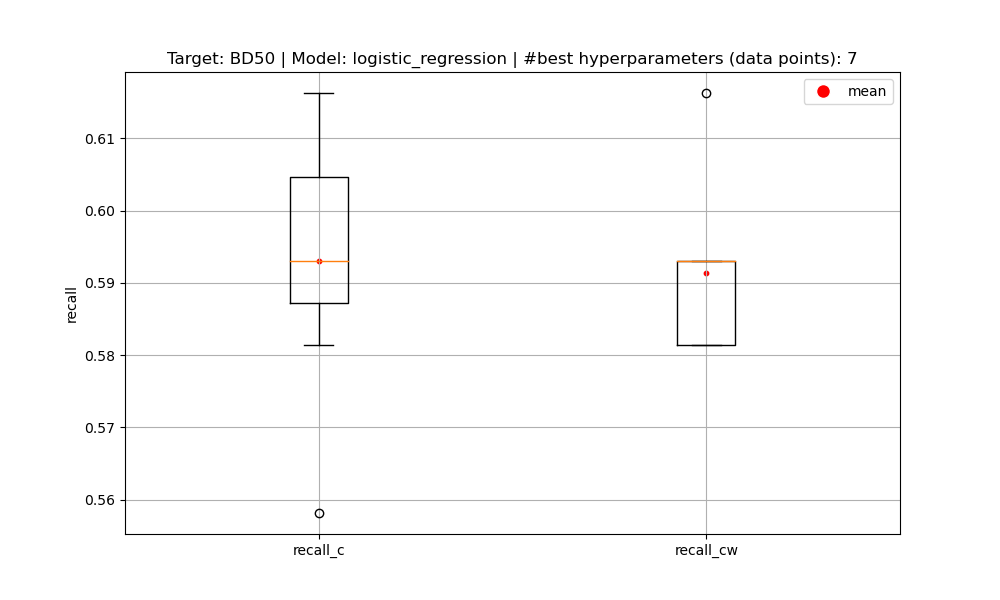 Target: BD50 | Model: logistic_regression | #best hyperparameters (data points): 7
mean
0.61
0.60
0.59
0.58
0.57
0.56
recall
recall_c
recall_cw